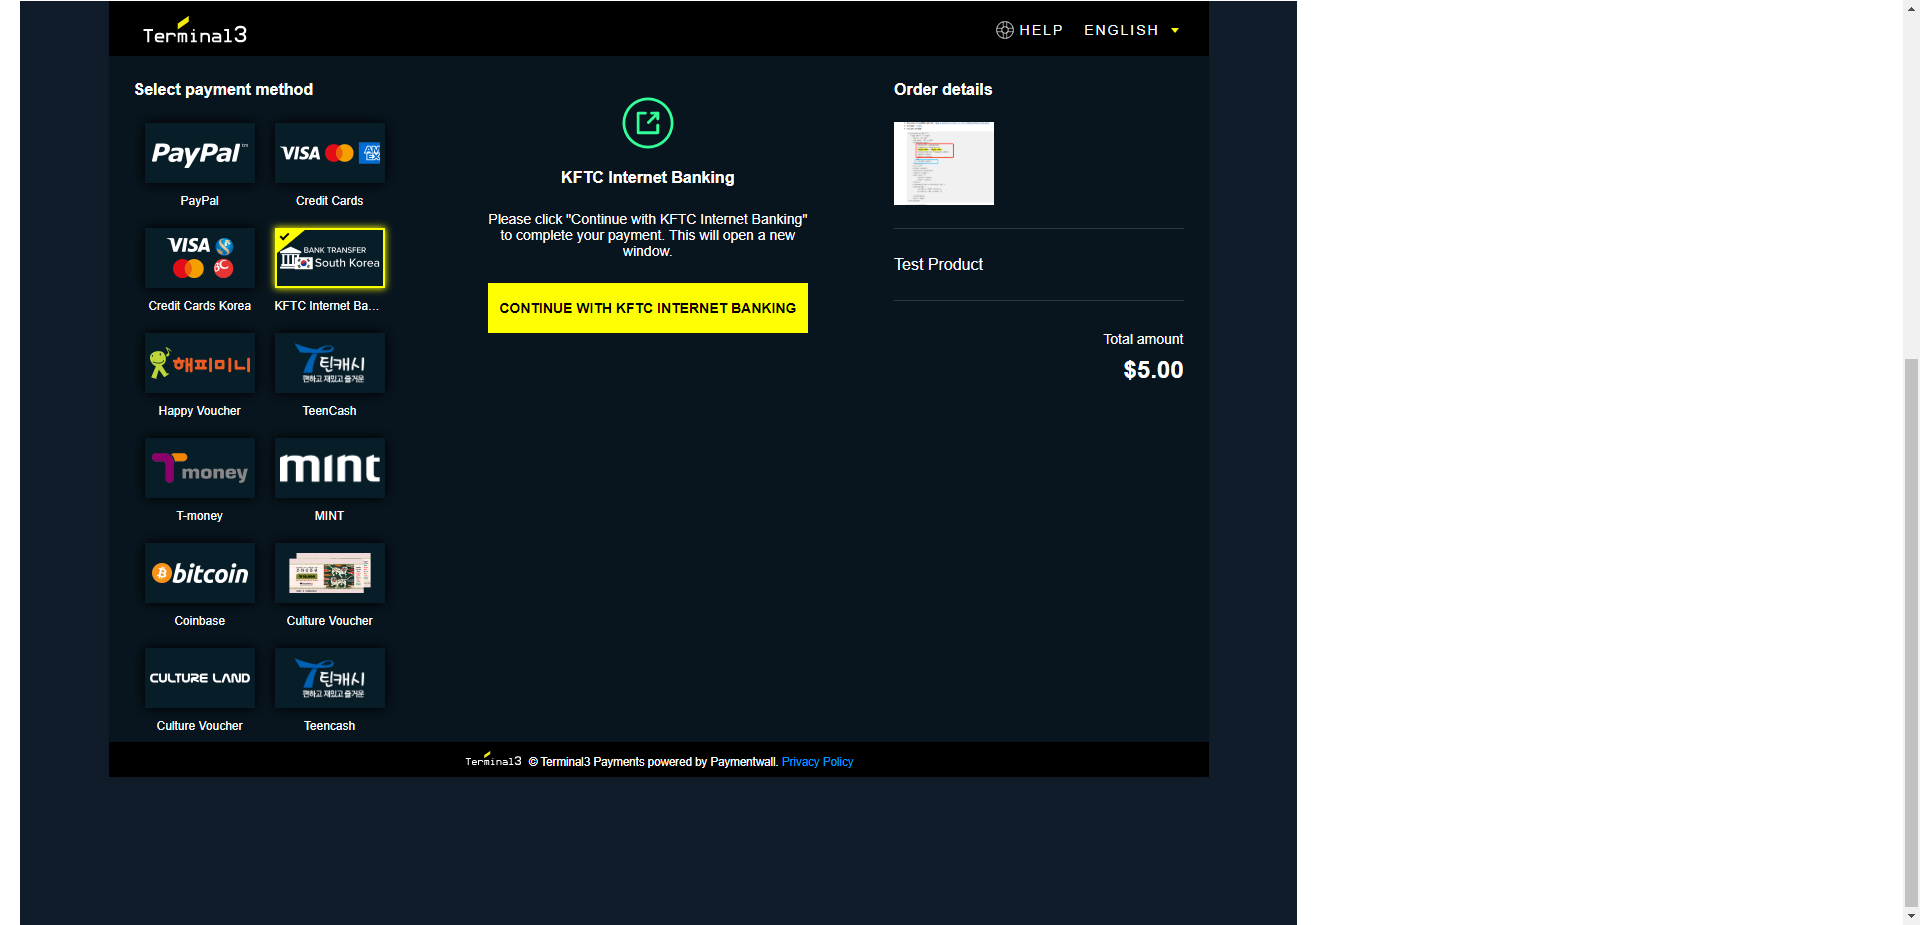 Terminal3
HELP
ENGLISH
Select payment method
PayPal™
PayPal
VISA
AM
EX
Credit Cards
VISA
BC
Credit Cards Korea
BANK TRANSFER
South Korea
KFTC Internet Ba...
해피머니
Happy Voucher
틴캐시
편하고 재밌고 즐거운
TeenCash
T money
T-money
mint
MINT
bitcoin
Coinbase
Culture Voucher
CULTURE LAND
Culture Voucher
틴캐시
편하고 재밌고 즐거운
Teencash
KFTC Internet Banking
Please click "Continue with KFTC Internet Banking"
to complete your payment. This will open a new
window.
CONTINUE WITH KFTC INTERNET BANKING
Order details
Test Product
Total amount
$5.00
Terminal3 © Terminal3 Payments powered by Paymentwall. Privacy Policy